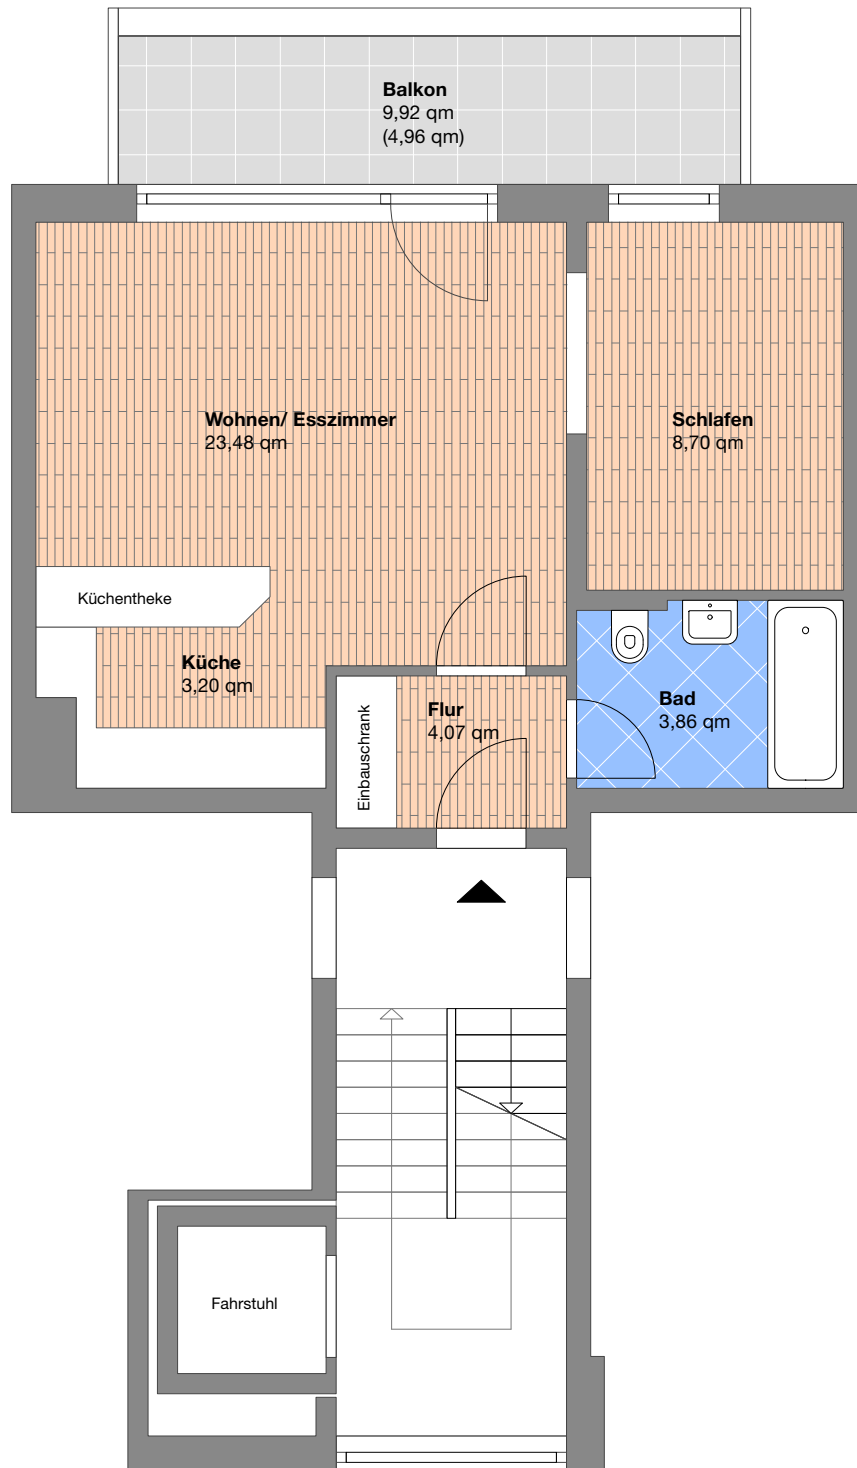 Balkon
9,92 qm
(4,96 qm)
Wohnen/ Esszimmer
23,48 qm
Schlafen
8,70 qm
Küchentheke
Küche
3,20 qm
Einbauschrank
Flur
4,07 qm
Bad
3,86 qm
Fahrstuhl